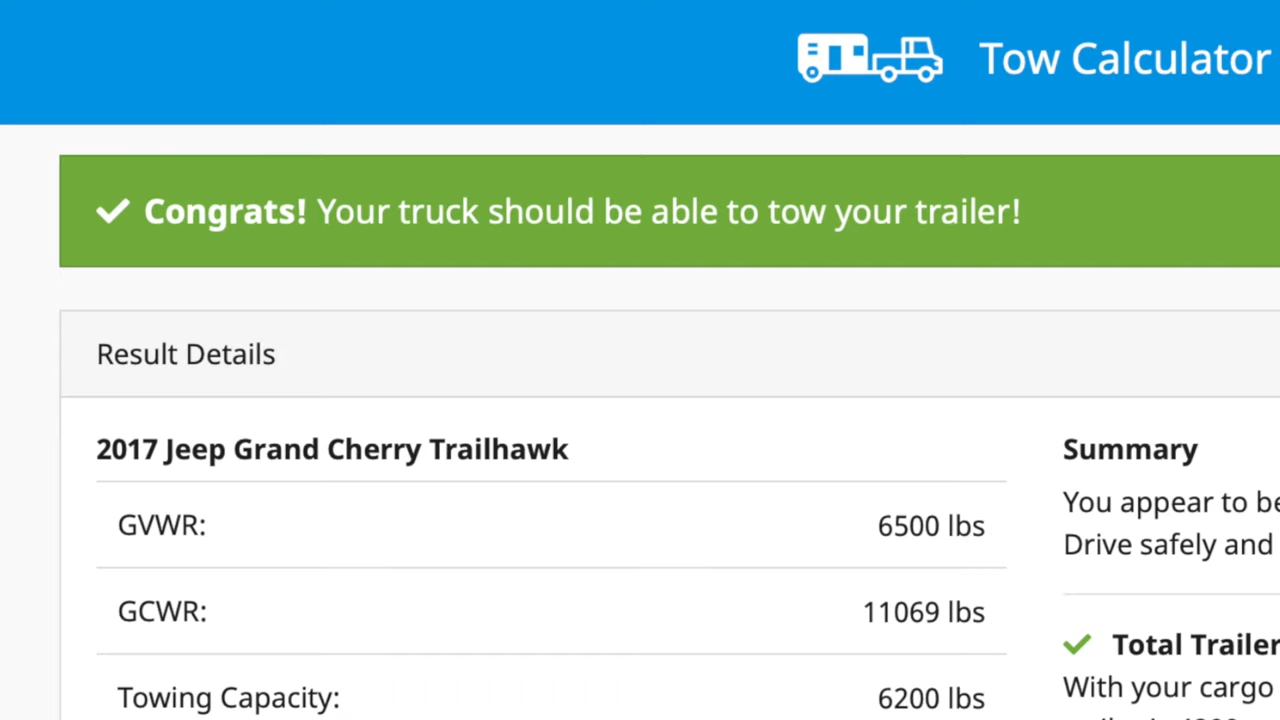 Tow Calculator
Congrats! Your truck should be able to tow your trailer!
Result Details
2017 Jeep Grand Cherry Trailhawk
GVWR: 6500 lbs
GCWR: 11069 lbs
Towing Capacity: 6200 lbs
Summary
You appear to be
Drive safely and
Total Trailer
With your cargo